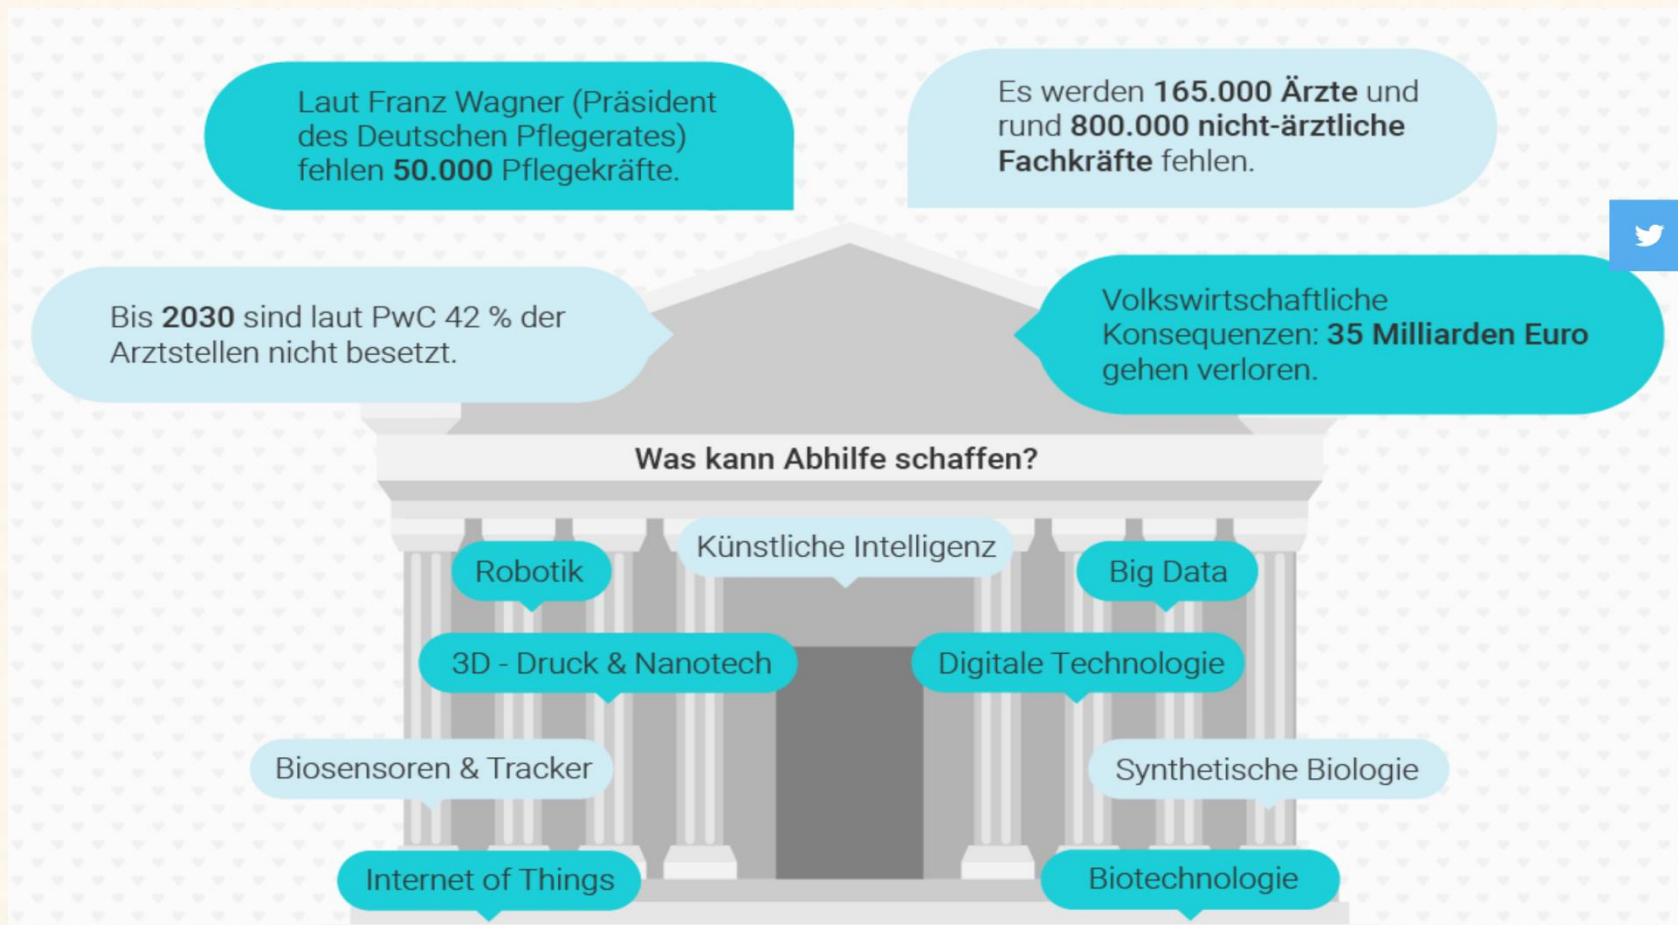 Laut Franz Wagner (Präsident
des Deutschen Pflegerates)
fehlen 50.000 Pflegekräfte.
Es werden 165.000 Ärzte und
rund 800.000 nicht-ärztliche
Fachkräfte fehlen.
Bis 2030 sind laut PwC 42 % der
Arztstellen nicht besetzt.
Volkswirtschaftliche
Konsequenzen: 35 Milliarden Euro
gehen verloren.
Was kann Abhilfe schaffen?
Künstliche Intelligenz
Robotik
Big Data
3D - Druck & Nanotech
Digitale Technologie
Biosensoren & Tracker
Synthetische Biologie
Internet of Things
Biotechnologie